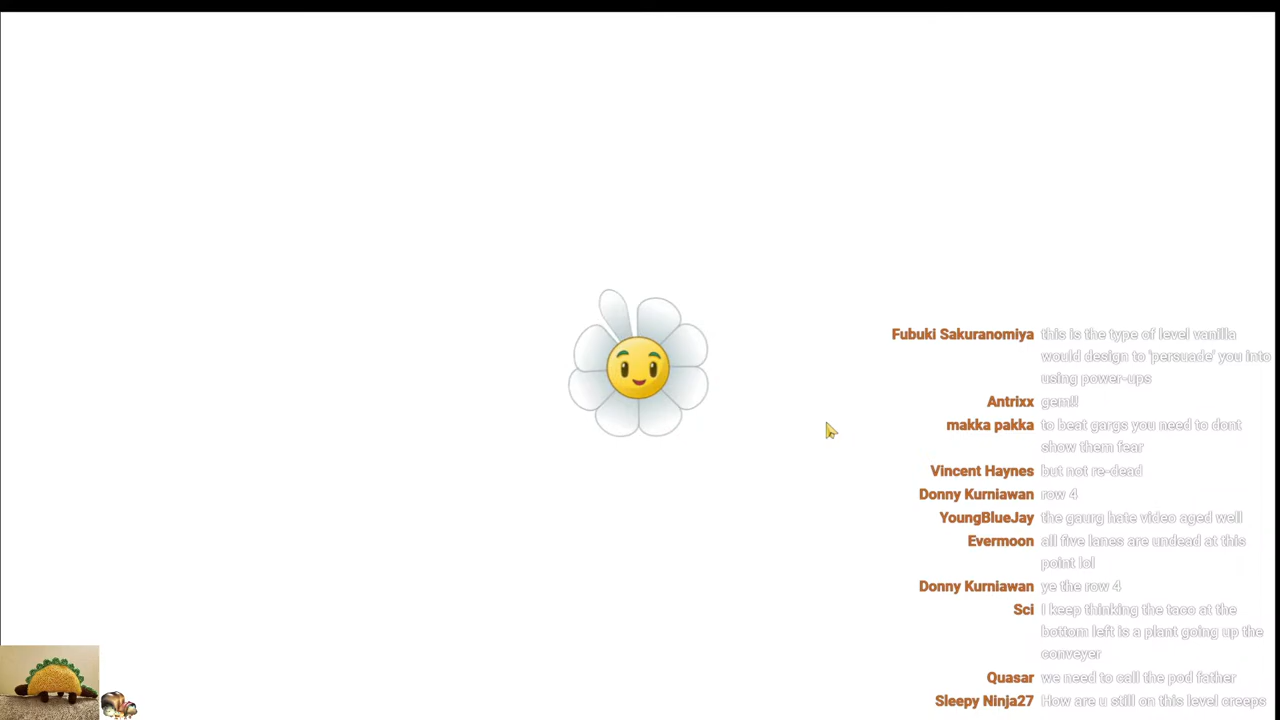 Fubuki Sakuranomiya this is the type of level vanilla
would design to 'persuade' you into
using power-ups
Antrixx gem!!
makka pakka to beat gargs you need to dont
show them fear
Vincent Haynes but not re-dead
Donny Kurniawan row 4
YoungBlueJay the gaurg hate video aged well
Evermoon all five lanes are undead at this
point lol
Donny Kurniawan ye the row 4
Sci I keep thinking the taco at the
bottom left is a plant going up the
conveyer
Quasar we need to call the pod father
Sleepy Ninja27 How are u still on this level creeps